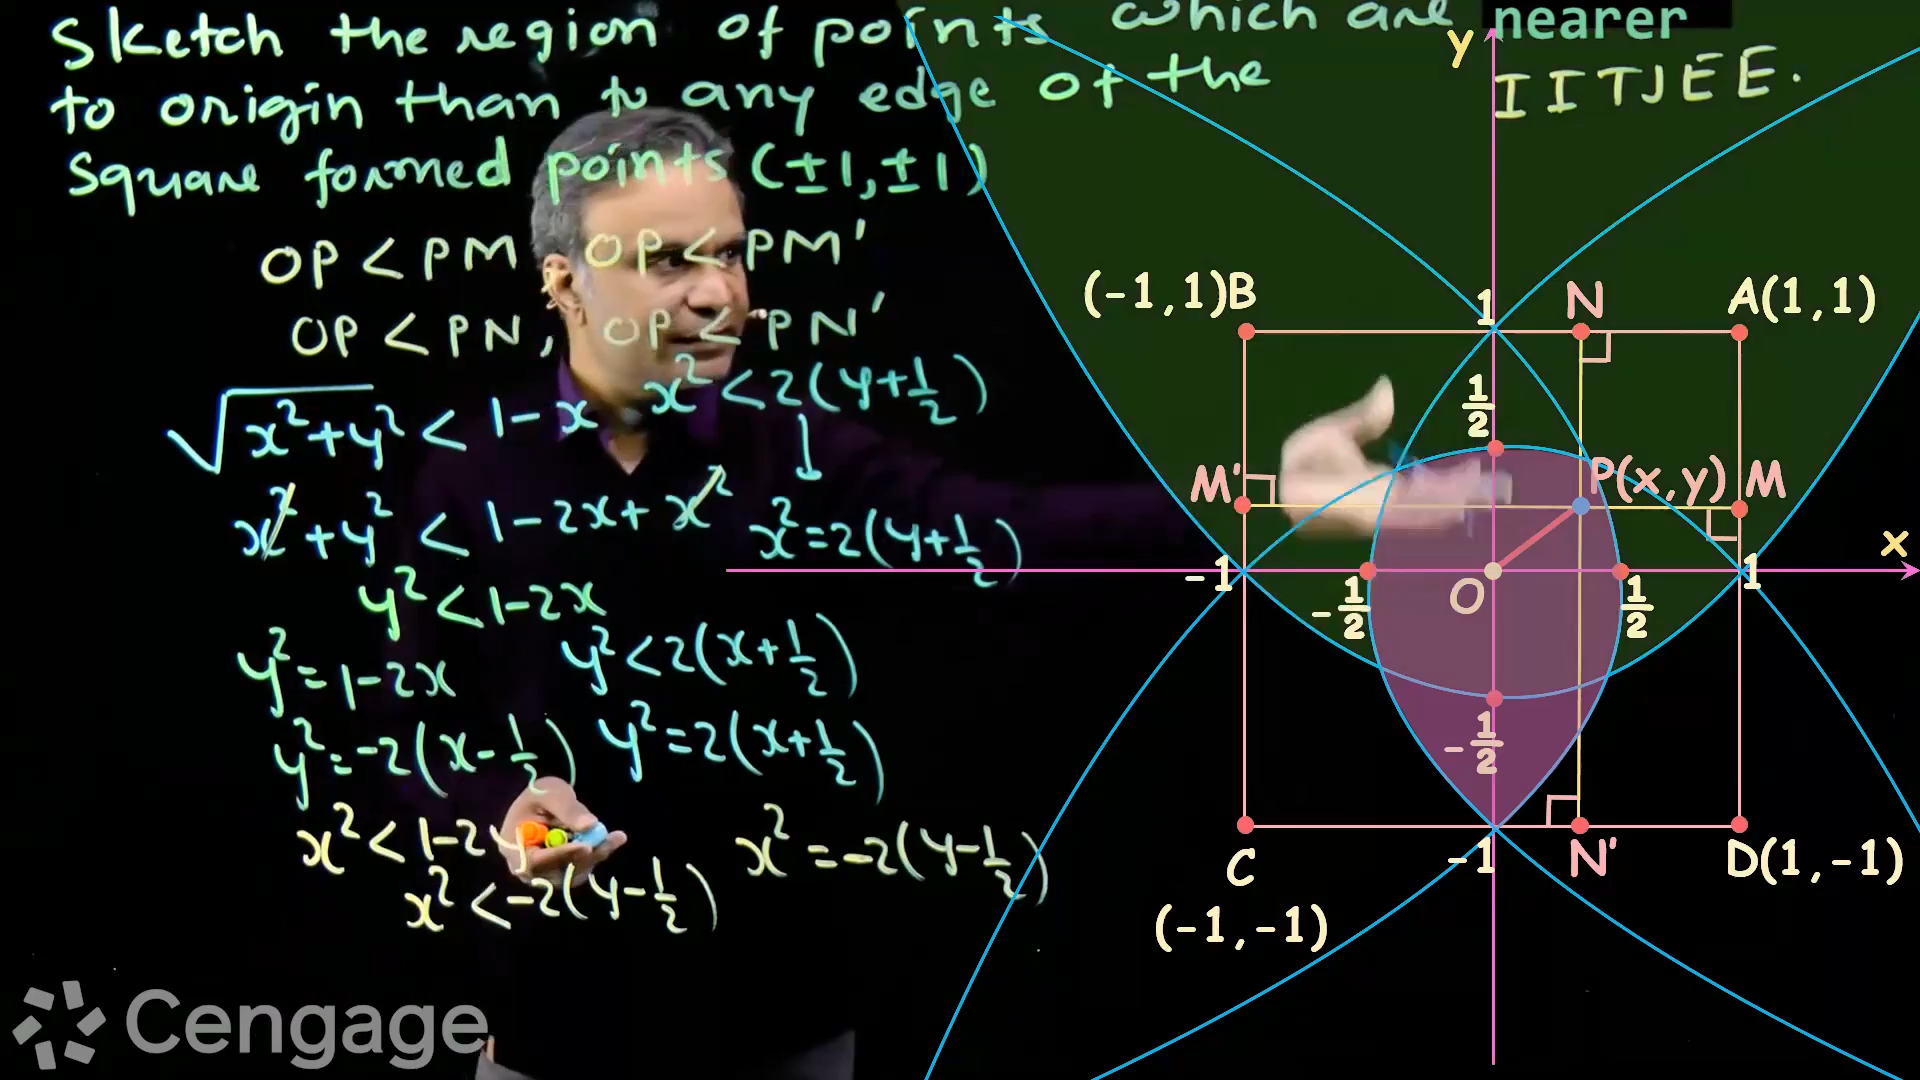 Sketch the region of points which are nearer
to origin than to any edge of the IITJEE.
Square formed points (±1, ±1)
OP < PM OP < PM'
OP < PN, OP < PN'
√(x²+y²) < 1-x x² < 2(y+1/2)
x²+y² < 1-2x+x² x²=2(y+1/2)
y² < 1-2x
y²=1-2x y²<2(x+1/2)
y²=-2(x-1/2) y²=2(x+1/2)
x²<1-2y x²=-2(y-1/2)
x²<-2(y-1/2)
y
(-1,1)B 1 N A(1,1)
1/2
M' P(x,y) M
x
-1 -1/2 O 1/2 1
-1/2
C -1 N' D(1,-1)
(-1,-1)
Cengage